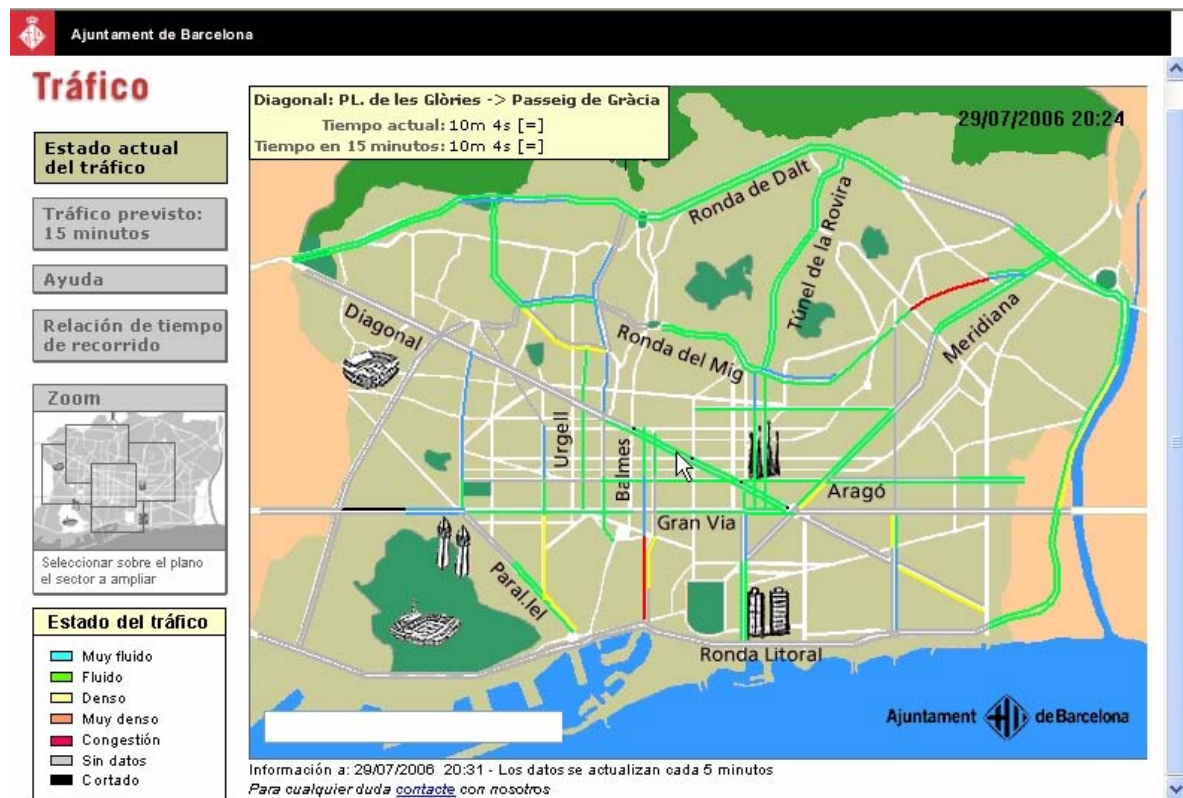 Ajuntament de Barcelona
Tráfico
Estado actual
del tráfico
Tráfico previsto:
15 minutos
Ayuda
Relación de tiempo
de recorrido
Zoom
Seleccionar sobre el plano
el sector a ampliar
Estado del tráfico
Muy fluido
Fluido
Denso
Muy denso
Congestión
Sin datos
Cortado
Diagonal: PL. de les Glòries -> Passeig de Gràcia
Tiempo actual: 10m 4s [=]
Tiempo en 15 minutos: 10m 4s [=]
29/07/2006 20:24
Ronda de Dalt
Túnel de la Rovira
Diagonal
Ronda del Mig
Meridiana
Urgell
Balmes
Aragó
Gran Via
Paral.lel
Ronda Litoral
Ajuntament de Barcelona
Información a: 29/07/2006 20:31 - Los datos se actualizan cada 5 minutos
Para cualquier duda contacte con nosotros